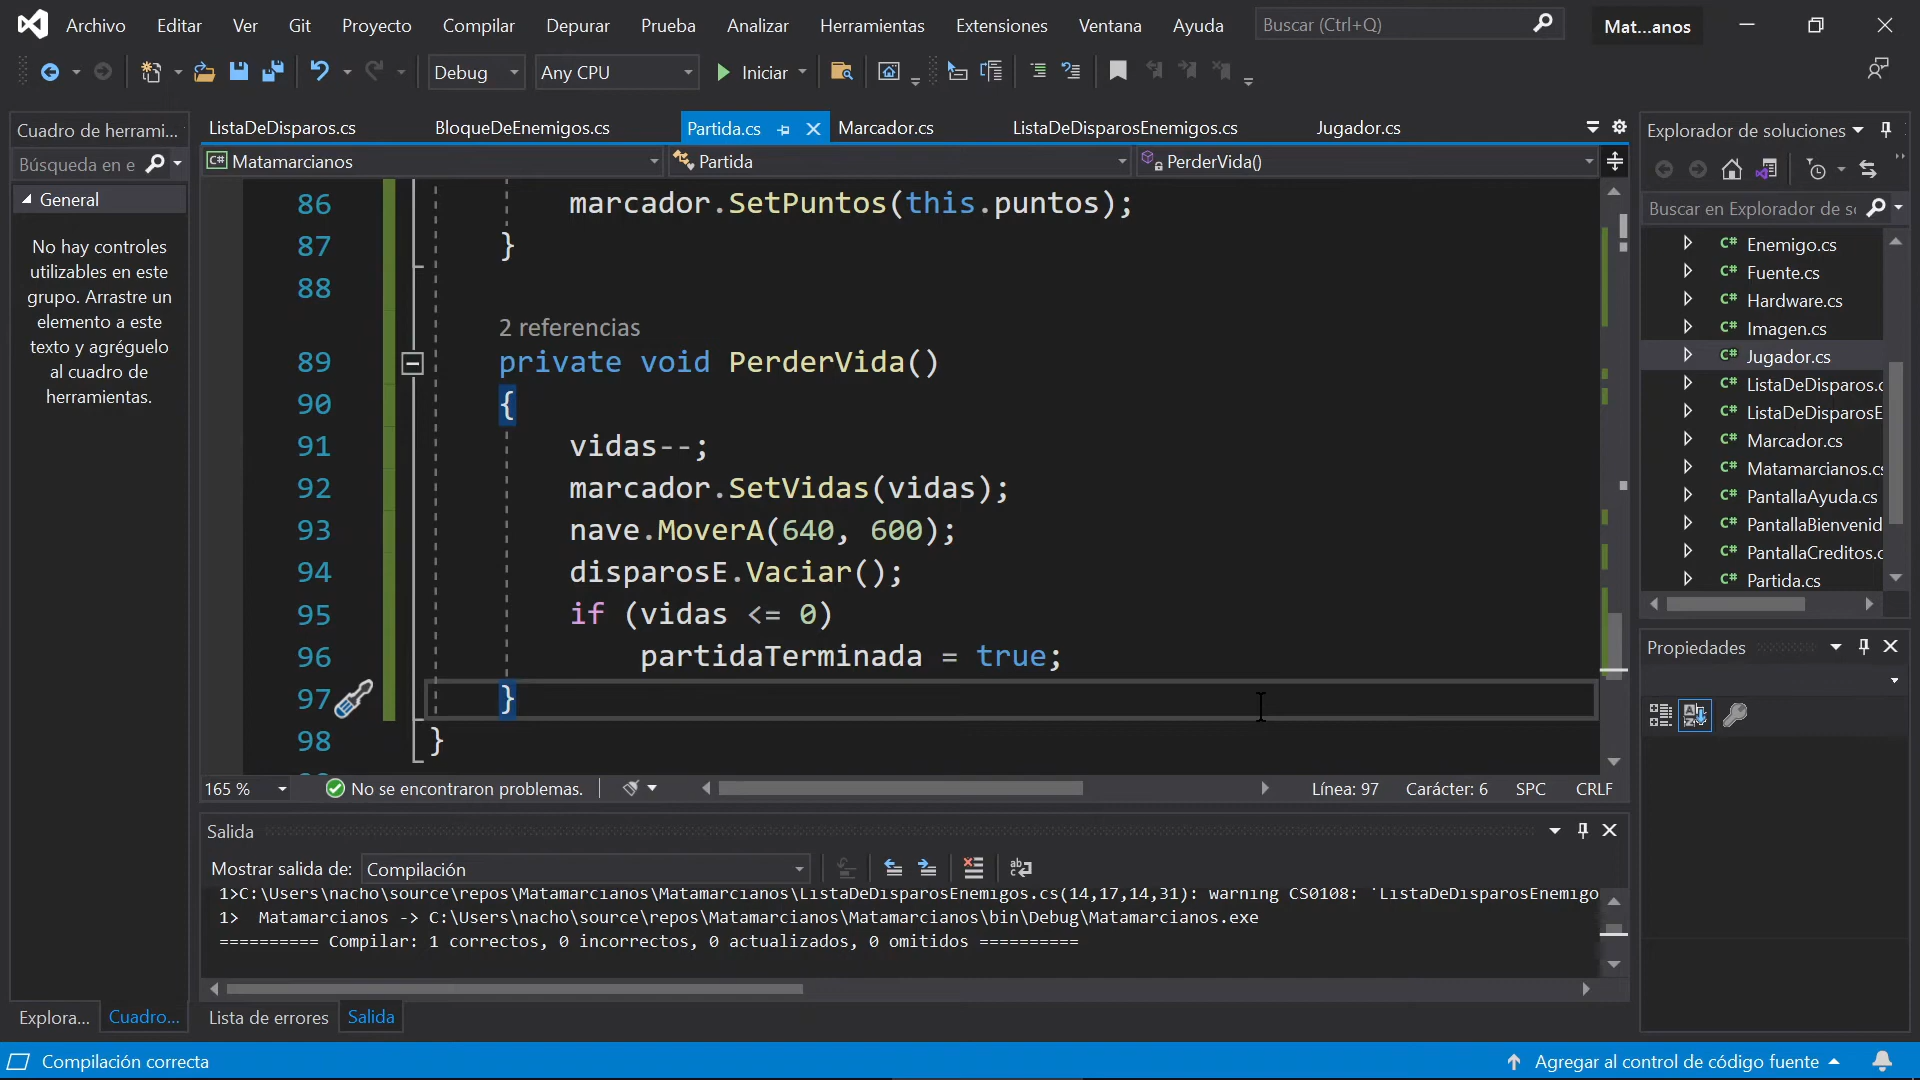 Archivo Editar Ver Git Proyecto Compilar Depurar Prueba Analizar Herramientas Extensiones Ventana Ayuda Buscar (Ctrl+Q) Mat...anos
Debug Any CPU Iniciar
Cuadro de herrami...
Búsqueda en e
General
No hay controles
utilizables en este
grupo. Arrastre un
elemento a este
texto y agréguelo
al cuadro de
herramientas.
Explora... Cuadro...
ListaDeDisparos.cs BloqueDeEnemigos.cs Partida.cs Marcador.cs ListaDeDisparosEnemigos.cs Jugador.cs
Matamarcianos Partida PerderVida()
86 marcador.SetPuntos(this.puntos);
87 }
88
2 referencias
89 private void PerderVida()
90 {
91 vidas--;
92 marcador.SetVidas(vidas);
93 nave.MoverA(640, 600);
94 disparosE.Vaciar();
95 if (vidas <= 0)
96 partidaTerminada = true;
97 }
98 }
165 % No se encontraron problemas. Línea: 97 Carácter: 6 SPC CRLF
Salida
Mostrar salida de: Compilación
1>C:\Users\nacho\source\repos\Matamarcianos\Matamarcianos\ListaDeDisparosEnemigos.cs(14,17,14,31): warning CS0108: 'ListaDeDisparosEnemigo
1> Matamarcianos -> C:\Users\nacho\source\repos\Matamarcianos\Matamarcianos\bin\Debug\Matamarcianos.exe
========== Compilar: 1 correctos, 0 incorrectos, 0 actualizados, 0 omitidos ==========
Lista de errores Salida
Explorador de soluciones
Buscar en Explorador de so
C# Enemigo.cs
C# Fuente.cs
C# Hardware.cs
C# Imagen.cs
C# Jugador.cs
C# ListaDeDisparos.c
C# ListaDeDisparosE
C# Marcador.cs
C# Matamarcianos.cs
C# PantallaAyuda.cs
C# PantallaBienvenid
C# PantallaCreditos.c
C# Partida.cs
Propiedades
Compilación correcta Agregar al control de código fuente